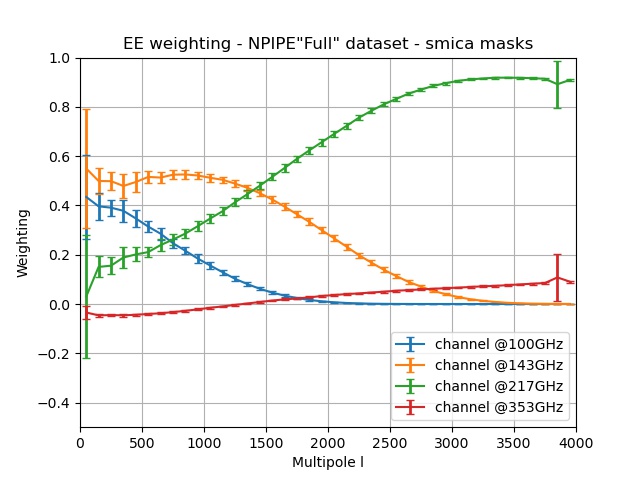 EE weighting - NPIPE"Full" dataset - smica masks
1.0
0.8
0.6
0.4
0.2
0.0
−0.2
−0.4
Weighting
channel @100GHz
channel @143GHz
channel @217GHz
channel @353GHz
0 500 1000 1500 2000 2500 3000 3500 4000
Multipole l